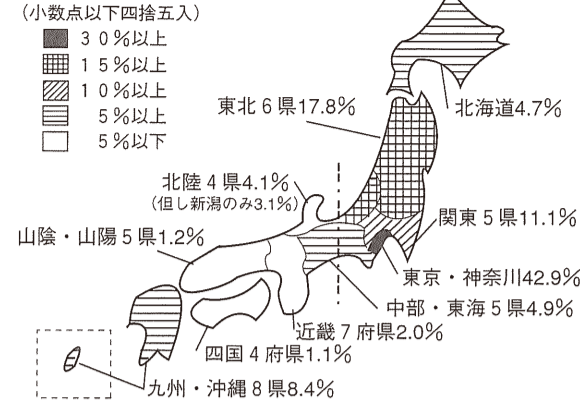 （小数点以下四捨五入）
３０％以上
１５％以上
１０％以上
５％以上
５％以下
東北６県17.8％
北海道4.7％
北陸４県4.1％
（但し新潟のみ3.1％）
関東５県11.1％
山陰・山陽５県1.2％
東京・神奈川42.9％
中部・東海５県4.9％
近畿７府県2.0％
四国４府県1.1％
九州・沖縄８県8.4％